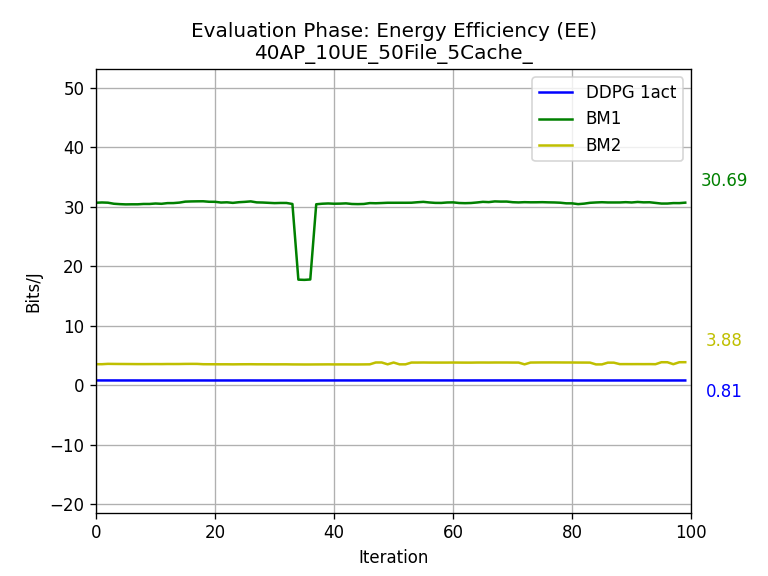 Evaluation Phase: Energy Efficiency (EE)
40AP_10UE_50File_5Cache_
DDPG 1act
BM1
BM2
50
40
30
20
10
0
−10
−20
Bits/J
30.69
3.88
0.81
0 20 40 60 80 100
Iteration